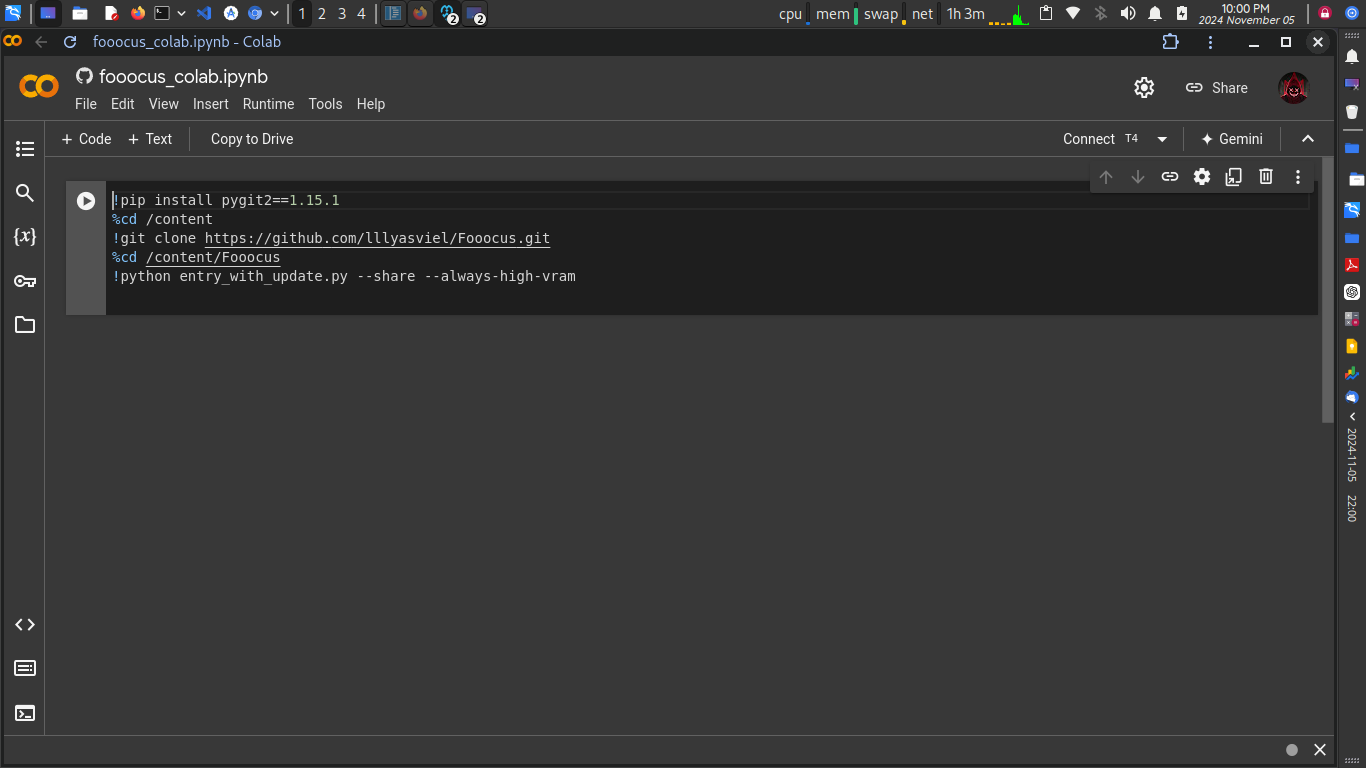 1 2 3 4
2
2
cpu mem swap net 1h 3m
10:00 PM
2024 November 05
fooocus_colab.ipynb - Colab
fooocus_colab.ipynb
File Edit View Insert Runtime Tools Help
Share
+ Code + Text Copy to Drive
Connect T4
Gemini
!pip install pygit2==1.15.1
%cd /content
!git clone https://github.com/lllyasviel/Fooocus.git
%cd /content/Fooocus
!python entry_with_update.py --share --always-high-vram
{x}
2024-11-05 22:00